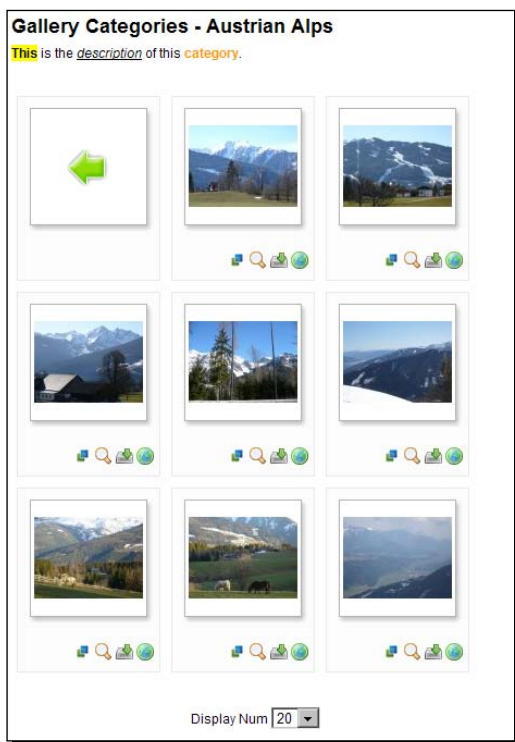 Gallery Categories - Austrian Alps
This is the description of this category.
Display Num 20